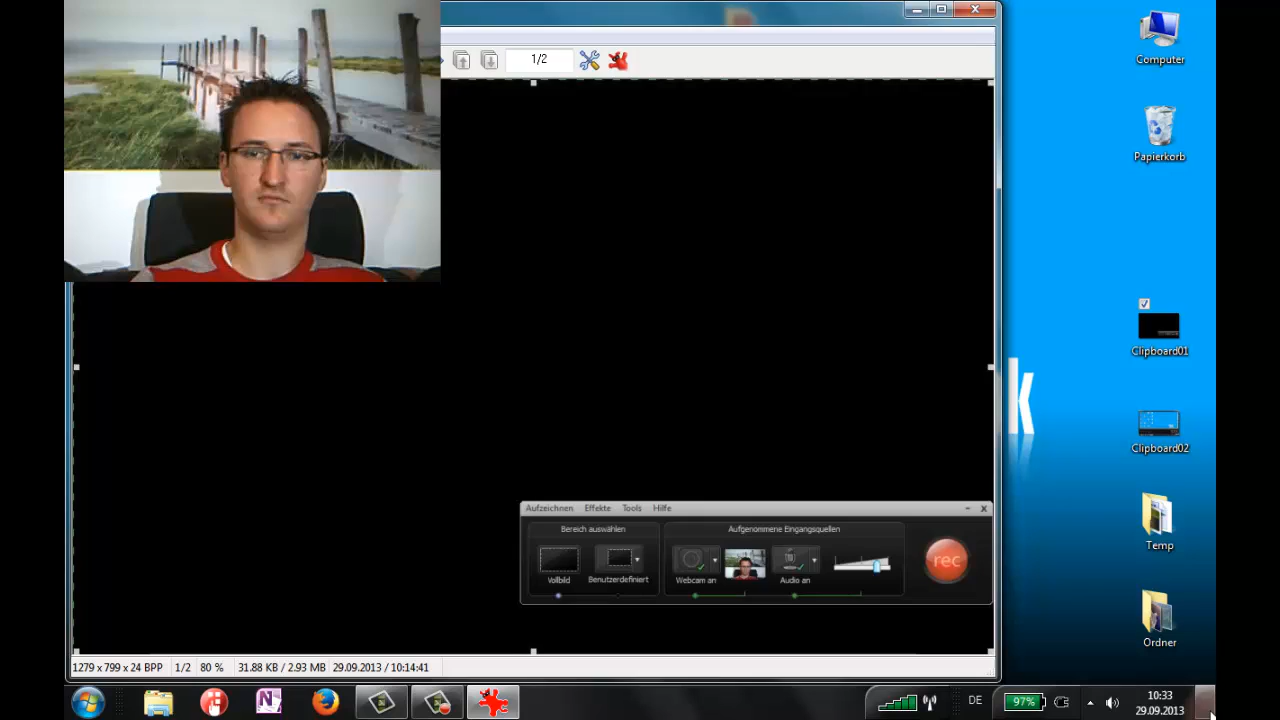 1/2
Computer
Papierkorb
Clipboard01
k
Clipboard02
Temp
Ordner
Aufzeichnen Effekte Tools Hilfe
Bereich auswählen Aufgenommene Eingangsquellen
Vollbild Benutzerdefiniert Webcam an Audio an
rec
1279 x 799 x 24 BPP 1/2 80 % 31.88 KB / 2.93 MB 29.09.2013 / 10:14:41
N DE 97% 10:33
29.09.2013